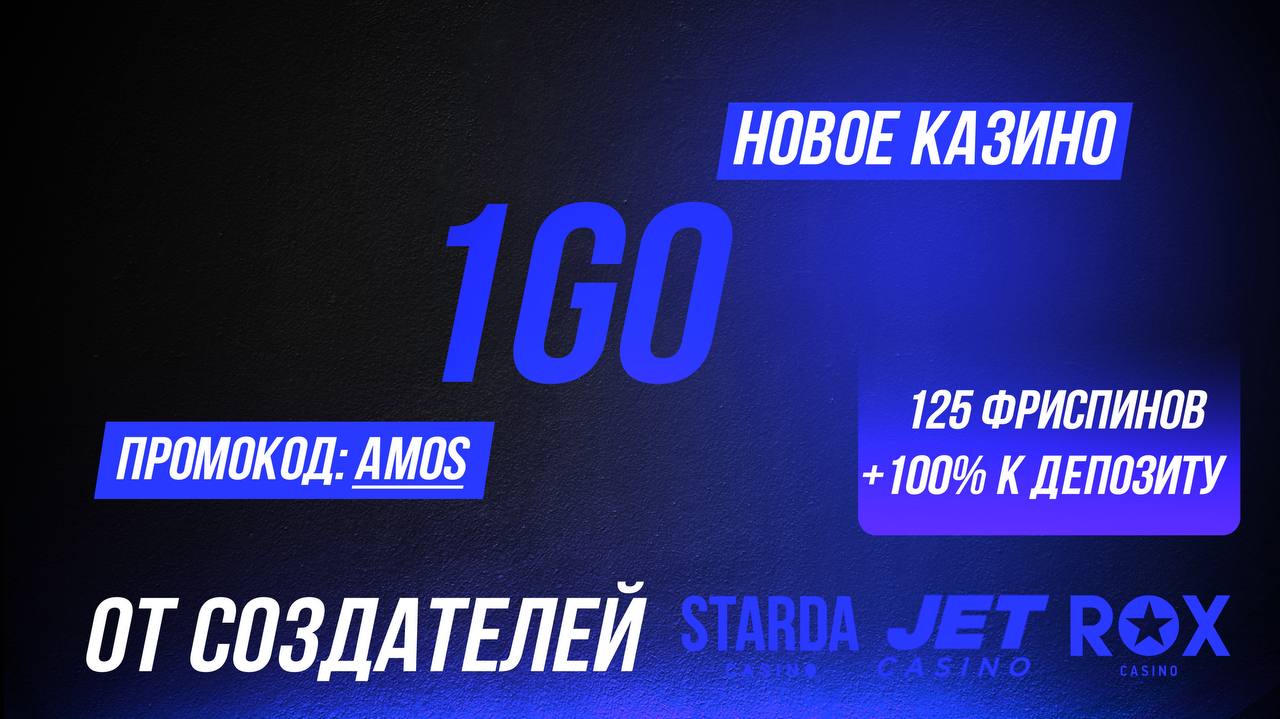 НОВОЕ КАЗИНО
1GO
125 ФРИСПИНОВ
+100% К ДЕПОЗИТУ
ПРОМОКОД: AMOS
ОТ СОЗДАТЕЛЕЙ STARDA CASINO JET CASINO ROX CASINO